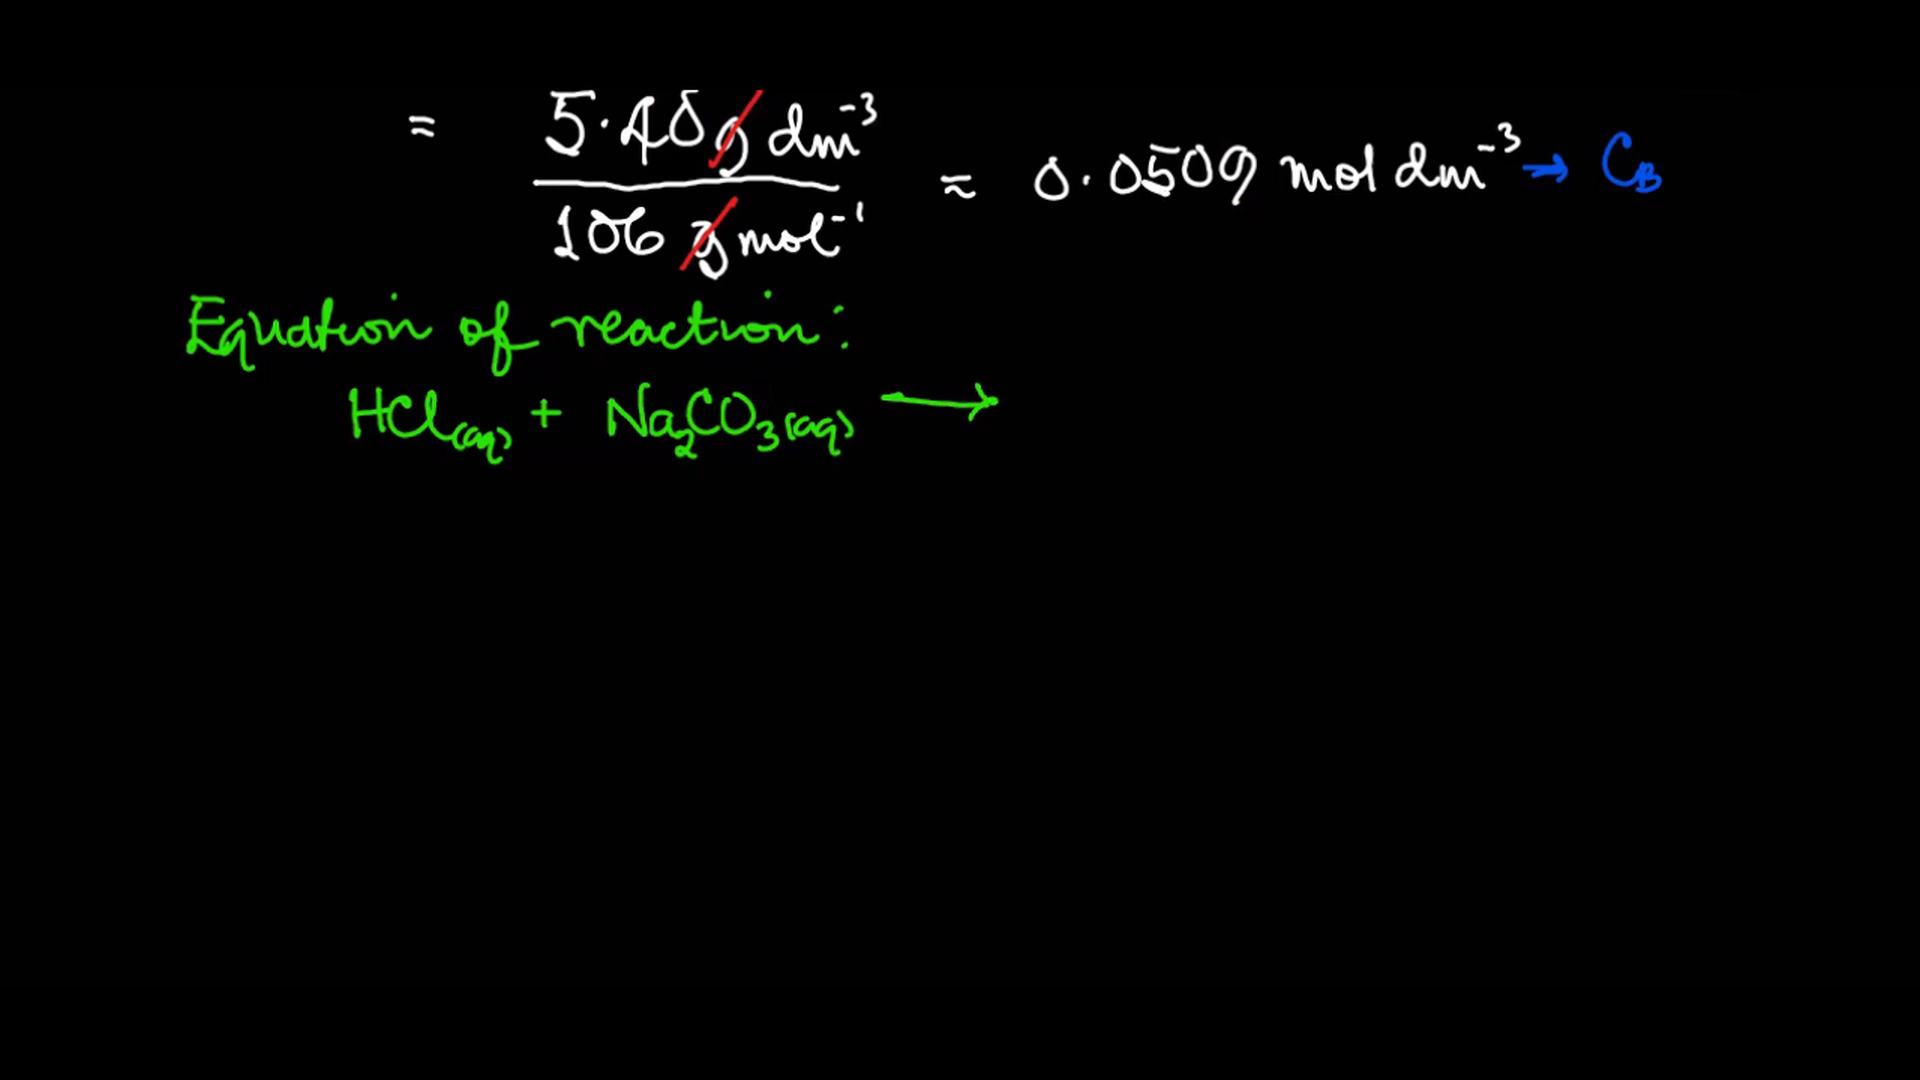 = 5.40g dm⁻³ / 106 g mol⁻¹ ≈ 0.0509 mol dm⁻³ → C_B
Equation of reaction:
HCl(aq) + Na₂CO₃(aq) ⟶